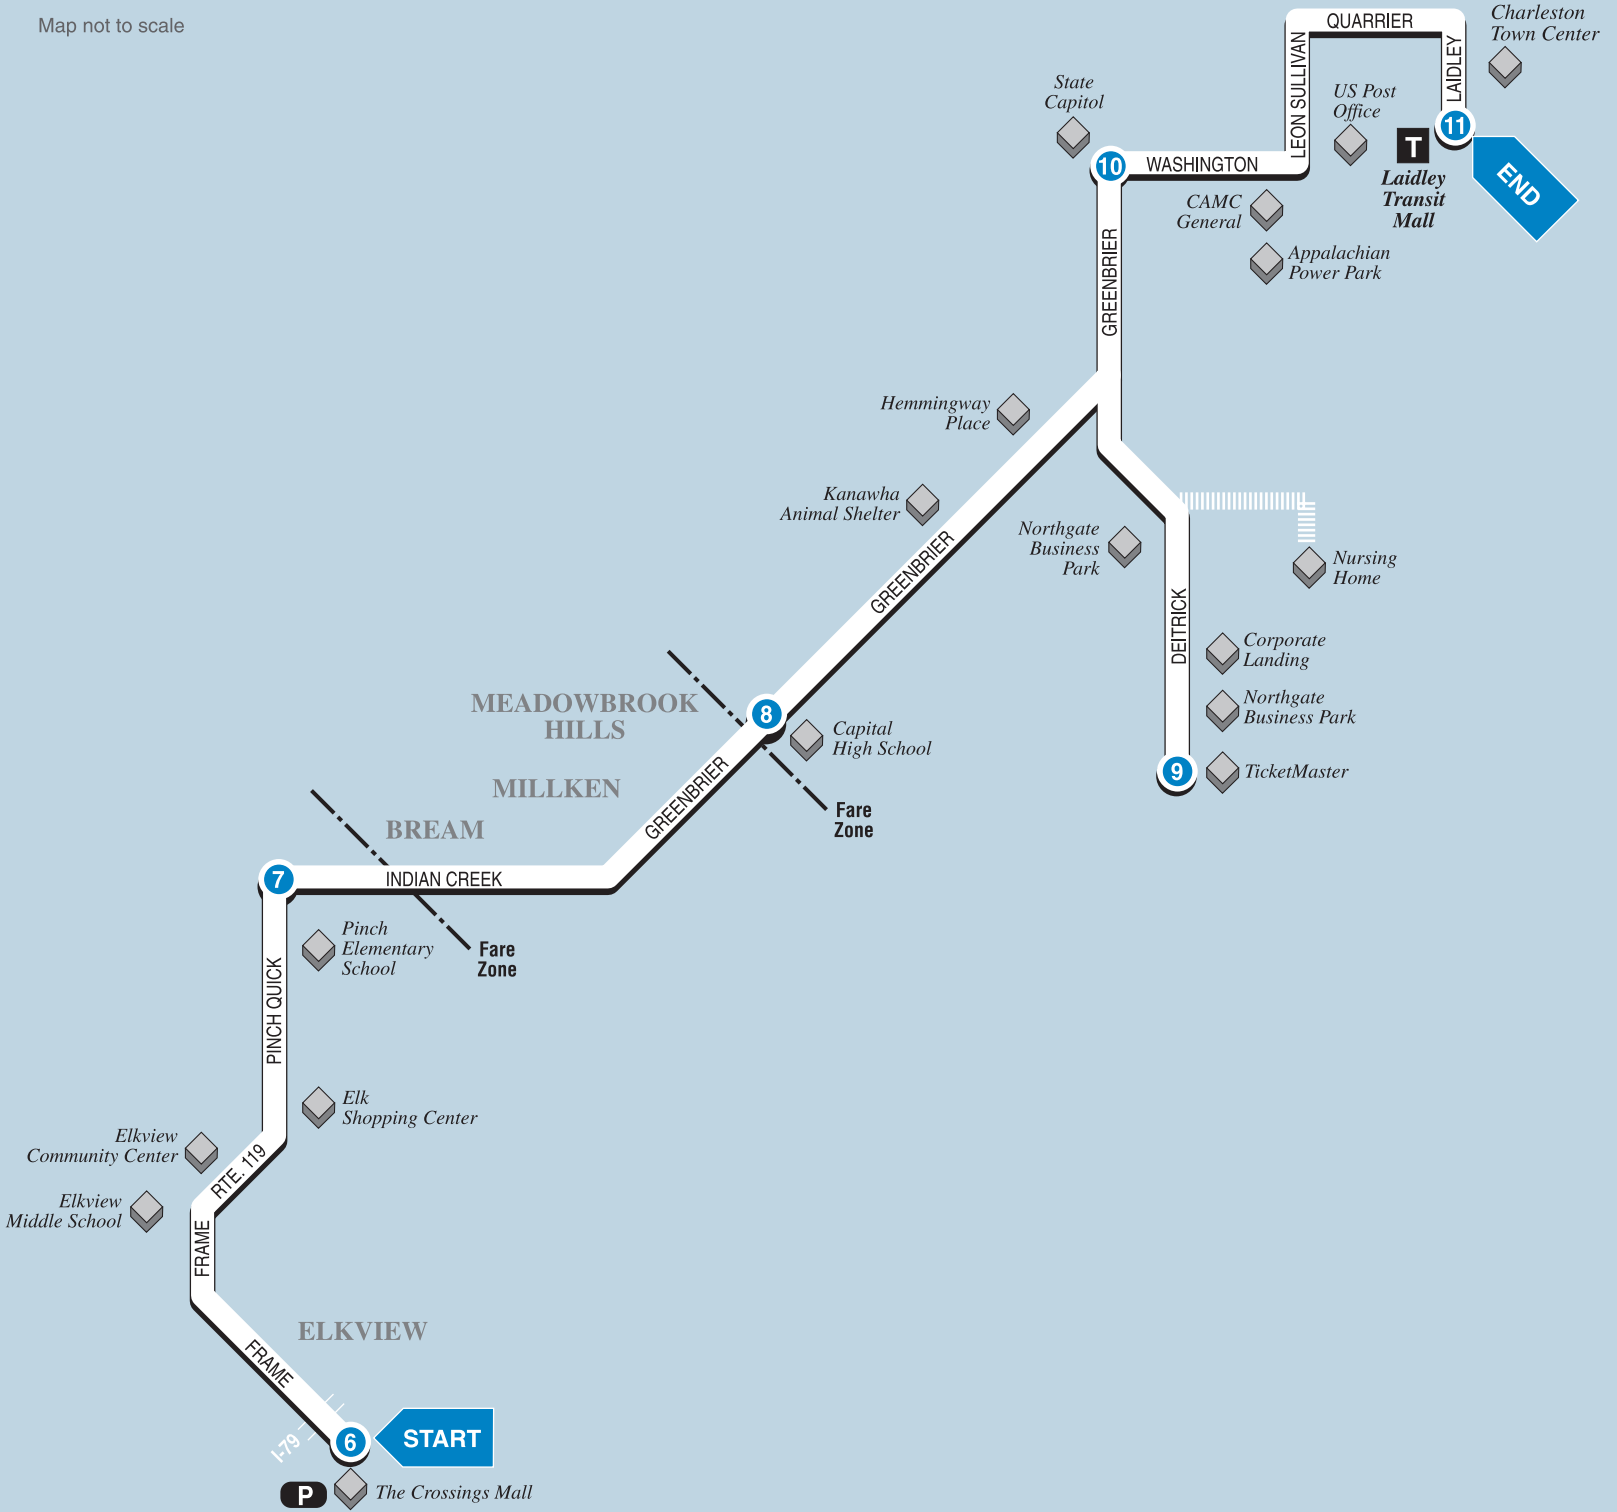 Map not to scale
QUARRIER
Charleston
Town Center
LEON SULLIVAN
LAIDLEY
State
Capitol
US Post
Office
11
T
10
WASHINGTON
Laidley
Transit
Mall
END
CAMC
General
Appalachian
Power Park
GREENBRIER
Hemmingway
Place
Kanawha
Animal Shelter
GREENBRIER
Northgate
Business
Park
Nursing
Home
DEITRICK
Corporate
Landing
Northgate
Business Park
9
TicketMaster
MEADOWBROOK
HILLS
8
Capital
High School
MILLKEN
GREENBRIER
Fare
Zone
BREAM
7
INDIAN CREEK
Pinch
Elementary
School
Fare
Zone
PINCH QUICK
Elk
Shopping Center
Elkview
Community Center
RTE. 119
Elkview
Middle School
FRAME
ELKVIEW
FRAME
I-79
6
START
P
The Crossings Mall